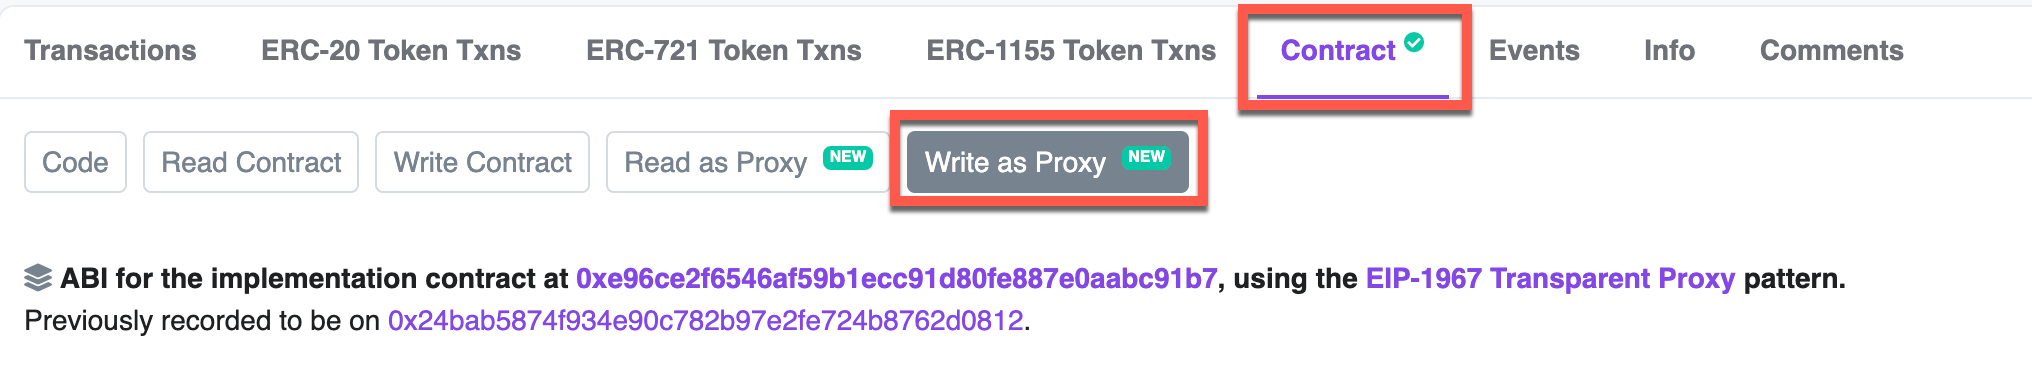 Transactions ERC-20 Token Txns ERC-721 Token Txns ERC-1155 Token Txns Contract Events Info Comments
Code Read Contract Write Contract Read as Proxy NEW Write as Proxy NEW
ABI for the implementation contract at 0xe96ce2f6546af59b1ecc91d80fe887e0aabc91b7, using the EIP-1967 Transparent Proxy pattern.
Previously recorded to be on 0x24bab5874f934e90c782b97e2fe724b8762d0812.